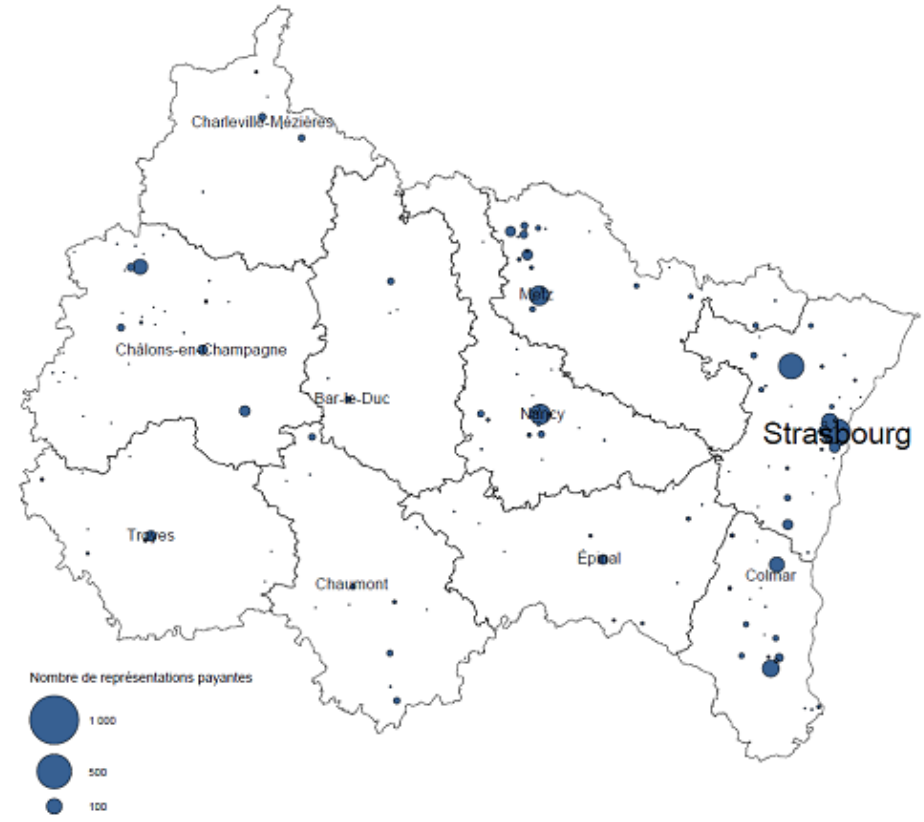 Charleville-Mézières
Metz
Châlons-en-Champagne
Bar-le-Duc
Nancy
Strasbourg
Troyes
Épinal
Chaumont
Colmar
Nombre de représentations payantes
1 000
500
100